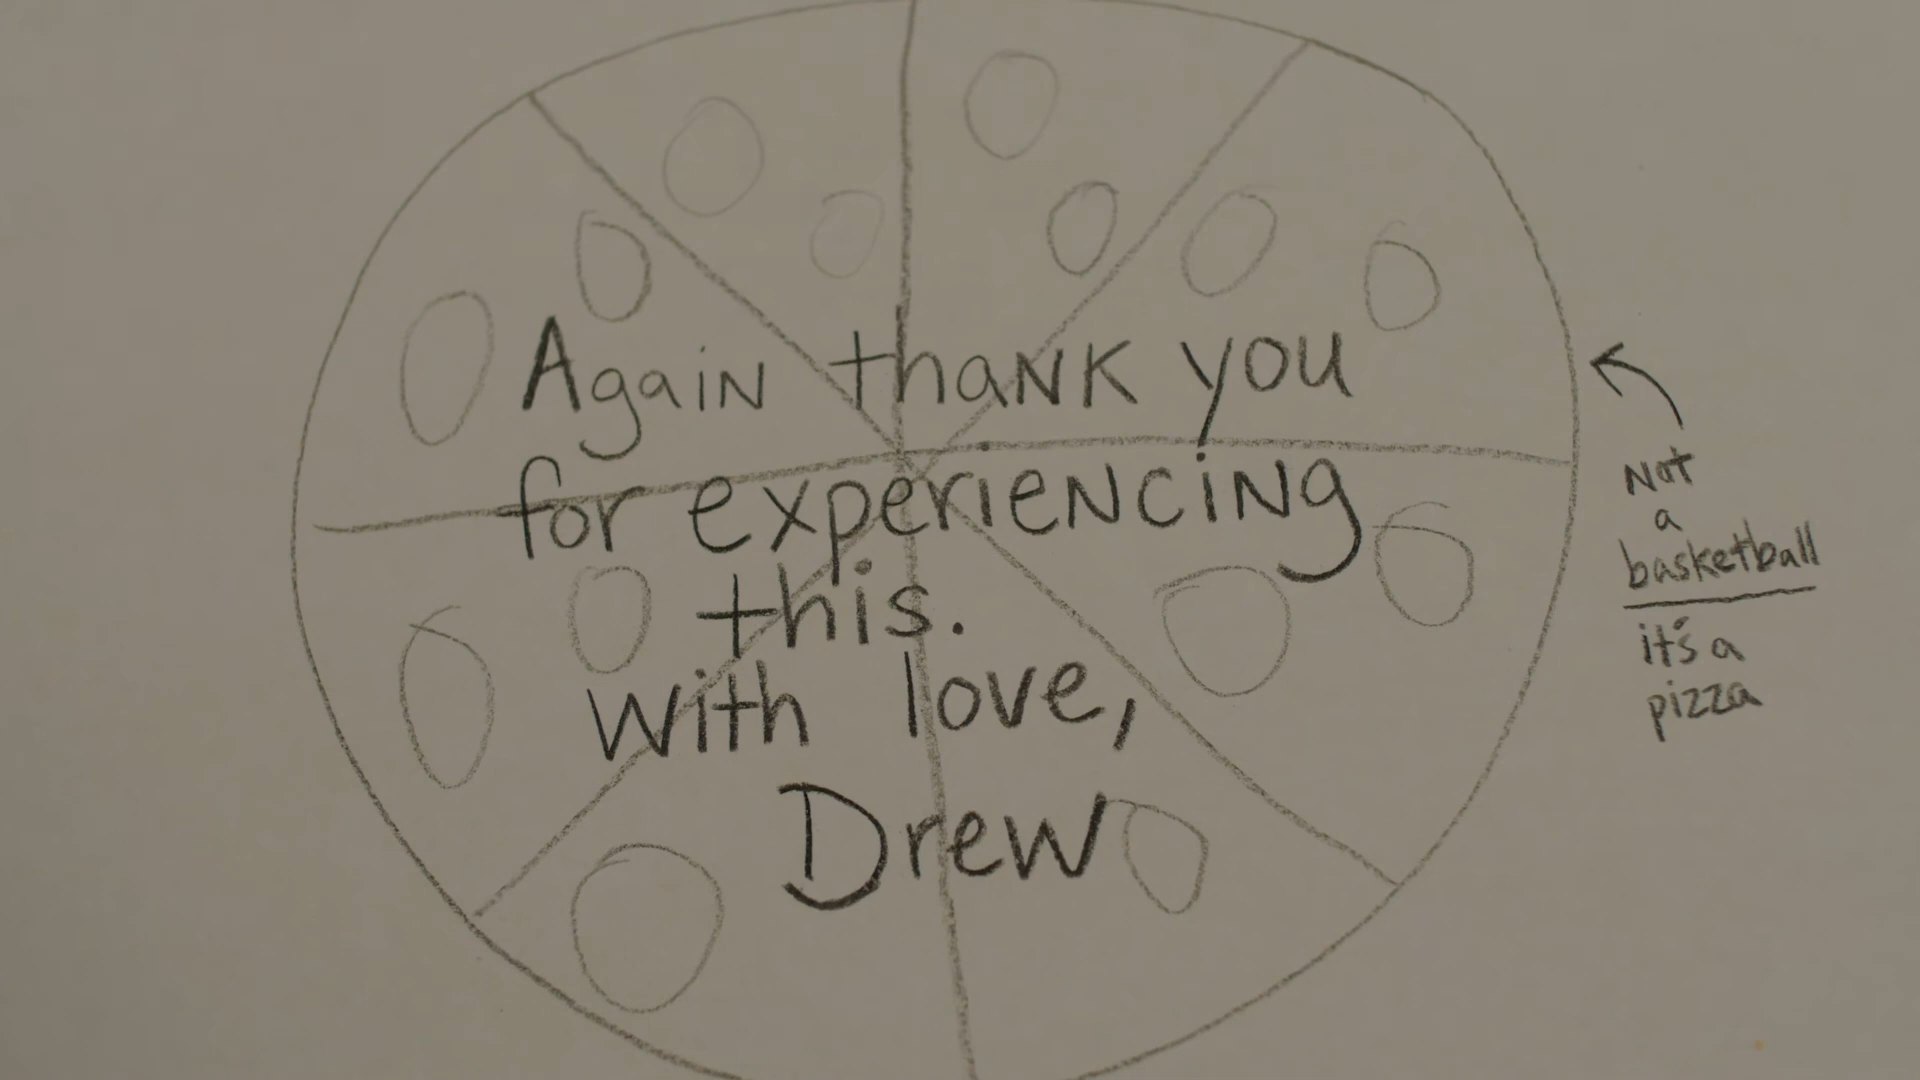 Again thank you
for experiencing
this.
With love,
Drew
Not
a
basketball
it's a
pizza